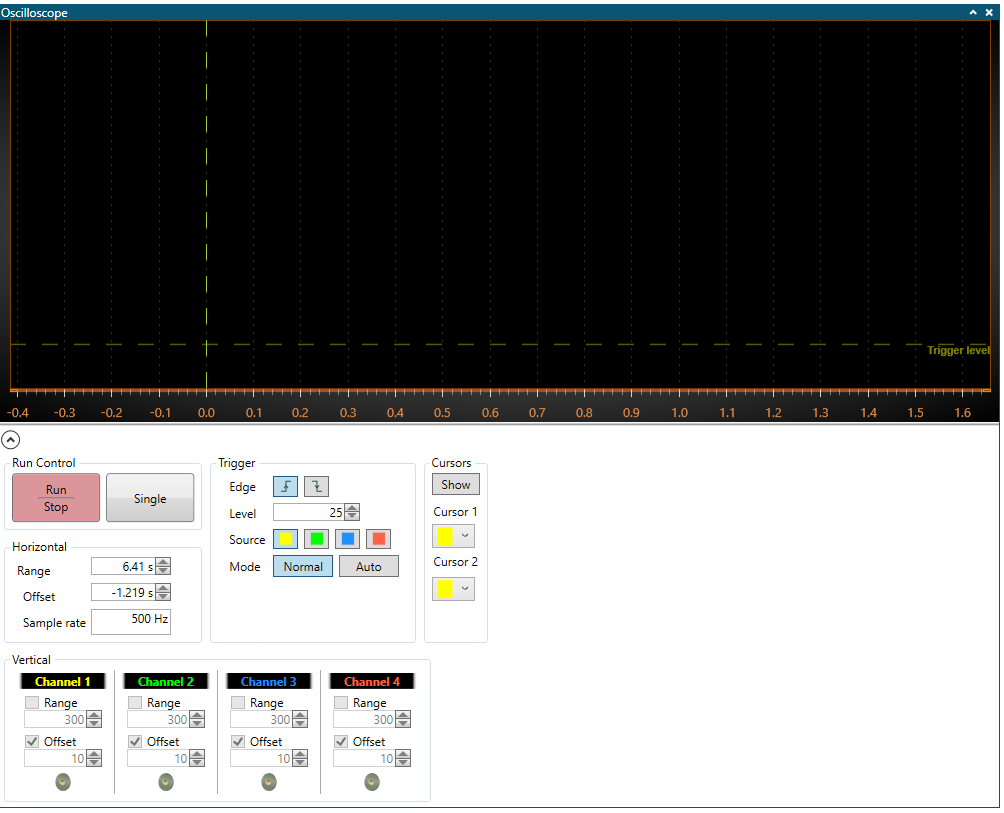 Oscilloscope
Trigger level
-0.4 -0.3 -0.2 -0.1 0.0 0.1 0.2 0.3 0.4 0.5 0.6 0.7 0.8 0.9 1.0 1.1 1.2 1.3 1.4 1.5 1.6
Run Control
Run
Stop
Single
Horizontal
Range 6.41 s
Offset -1.219 s
Sample rate 500 Hz
Trigger
Edge
Level 25
Source
Mode Normal Auto
Cursors
Show
Cursor 1
Cursor 2
Vertical
Channel 1 Channel 2 Channel 3 Channel 4
Range Range Range Range
300 300 300 300
Offset Offset Offset Offset
10 10 10 10